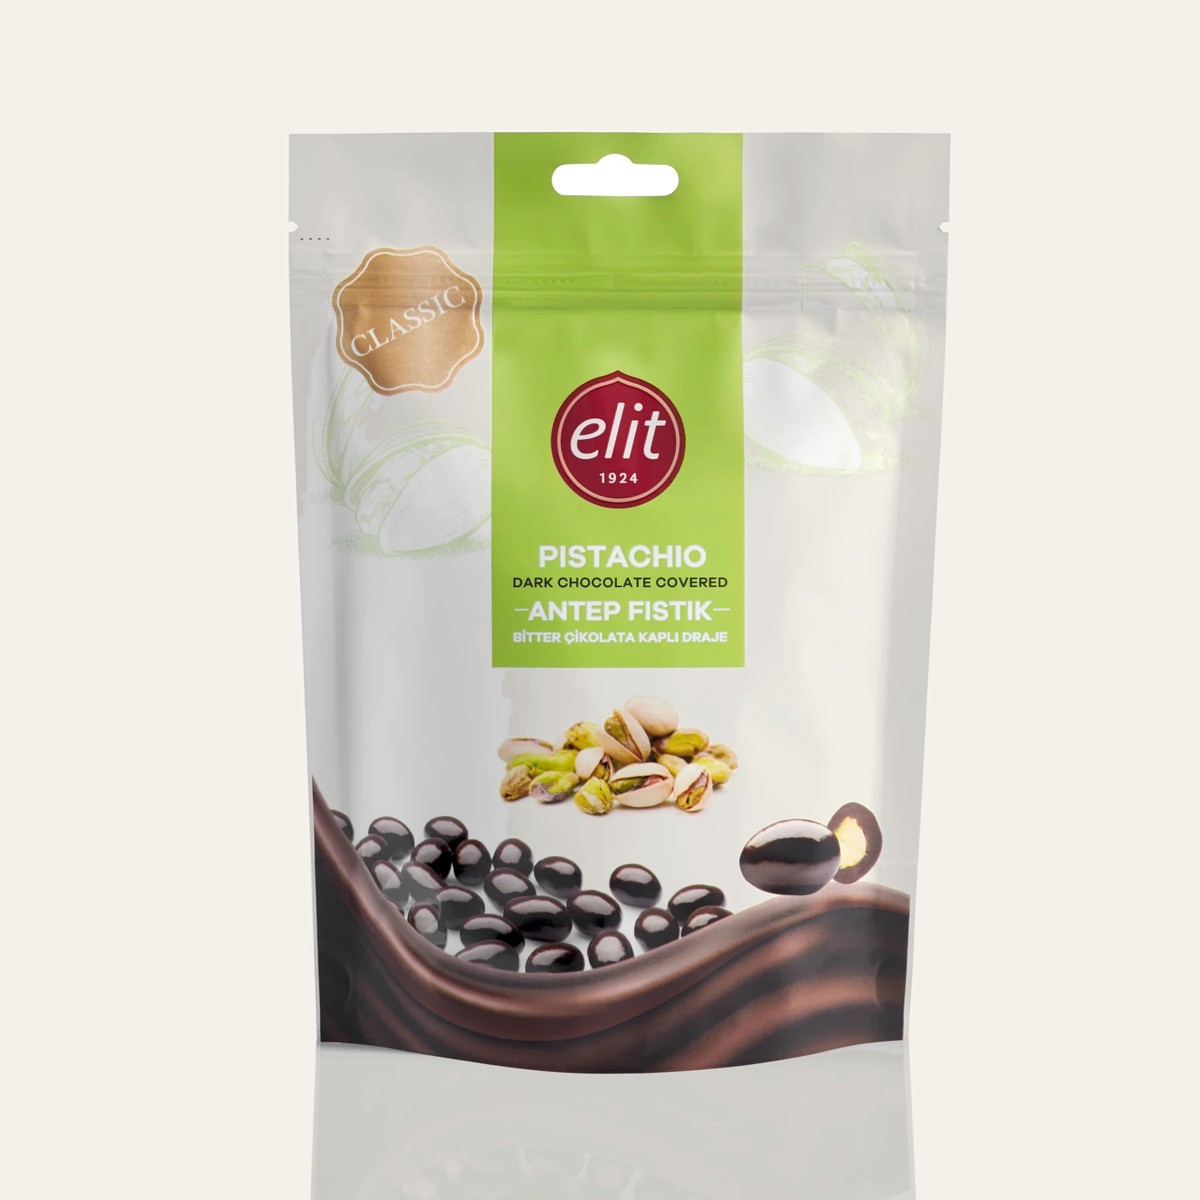 CLASSIC
elit
1924
PISTACHIO
DARK CHOCOLATE COVERED
–ANTEP FISTIK–
BİTTER ÇİKOLATA KAPLI DRAJE